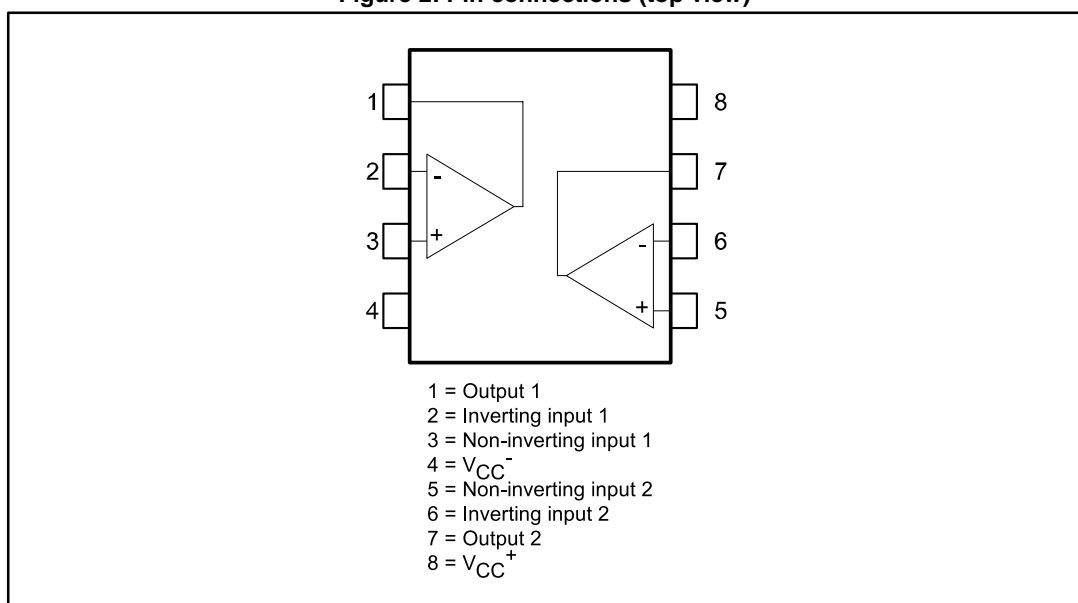 Figure 2. Pin connections (top view)
1
8
2
-
7
3
+
-
6
4
+
5
1 = Output 1
2 = Inverting input 1
3 = Non-inverting input 1
4 = VCC-
5 = Non-inverting input 2
6 = Inverting input 2
7 = Output 2
8 = VCC+